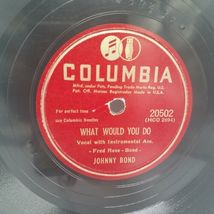 COLUMBIA
Mfd. under Pats. Pending Trade Marks Reg. U.S.
Pat. Off. Marcas Registradas Made in U.S.A.
For perfect tone
use Columbia Needles
20502
(HCO 2694)
WHAT WOULD YOU DO
Vocal with Instrumental Acc.
- Fred Rose - Bond -
JOHNNY BOND